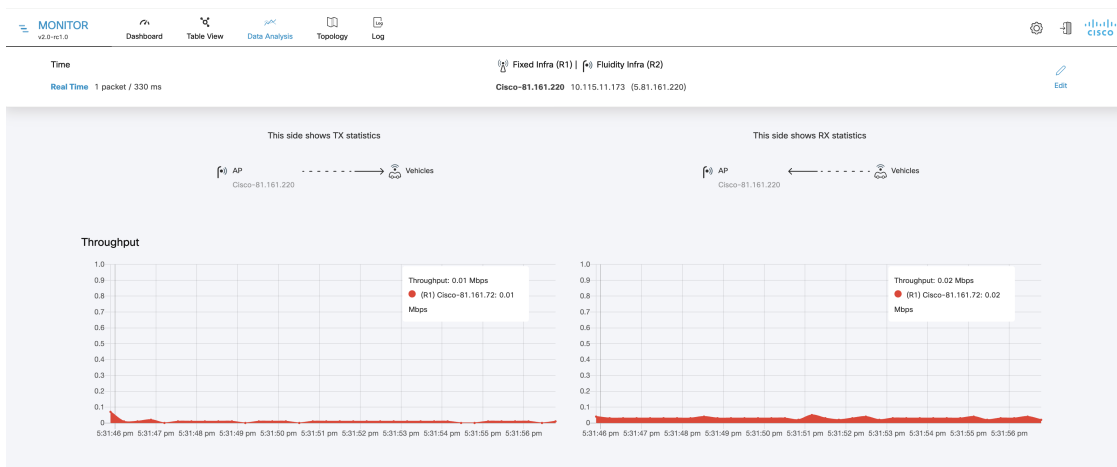 MONITOR
v2.0-rc1.0
Dashboard
Table View
Data Analysis
Topology
Log
CISCO
Time
Real Time 1 packet / 330 ms
Fixed Infra (R1) | Fluidity Infra (R2)
Cisco-81.161.220 10.115.11.173 (5.81.161.220)
Edit
This side shows TX statistics
AP
Cisco-81.161.220
Vehicles
This side shows RX statistics
AP
Cisco-81.161.220
Vehicles
Throughput
1.0
0.9
0.8
0.7
0.6
0.5
0.4
0.3
0.2
0.1
0
Throughput: 0.01 Mbps
(R1) Cisco-81.161.72: 0.01
Mbps
5:31:46 pm 5:31:47 pm 5:31:48 pm 5:31:49 pm 5:31:50 pm 5:31:51 pm 5:31:52 pm 5:31:53 pm 5:31:54 pm 5:31:55 pm 5:31:56 pm
1.0
0.9
0.8
0.7
0.6
0.5
0.4
0.3
0.2
0.1
0
Throughput: 0.02 Mbps
(R1) Cisco-81.161.72: 0.02
Mbps
5:31:46 pm 5:31:47 pm 5:31:48 pm 5:31:49 pm 5:31:50 pm 5:31:51 pm 5:31:52 pm 5:31:53 pm 5:31:54 pm 5:31:55 pm 5:31:56 pm